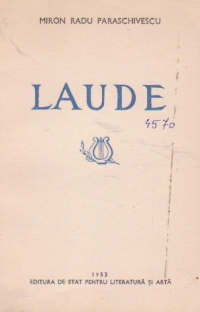 MIRON RADU PARASCHIVESCU
LAUDE
4570
1953
EDITURA DE STAT PENTRU LITERATURĂ ȘI ARTĂ